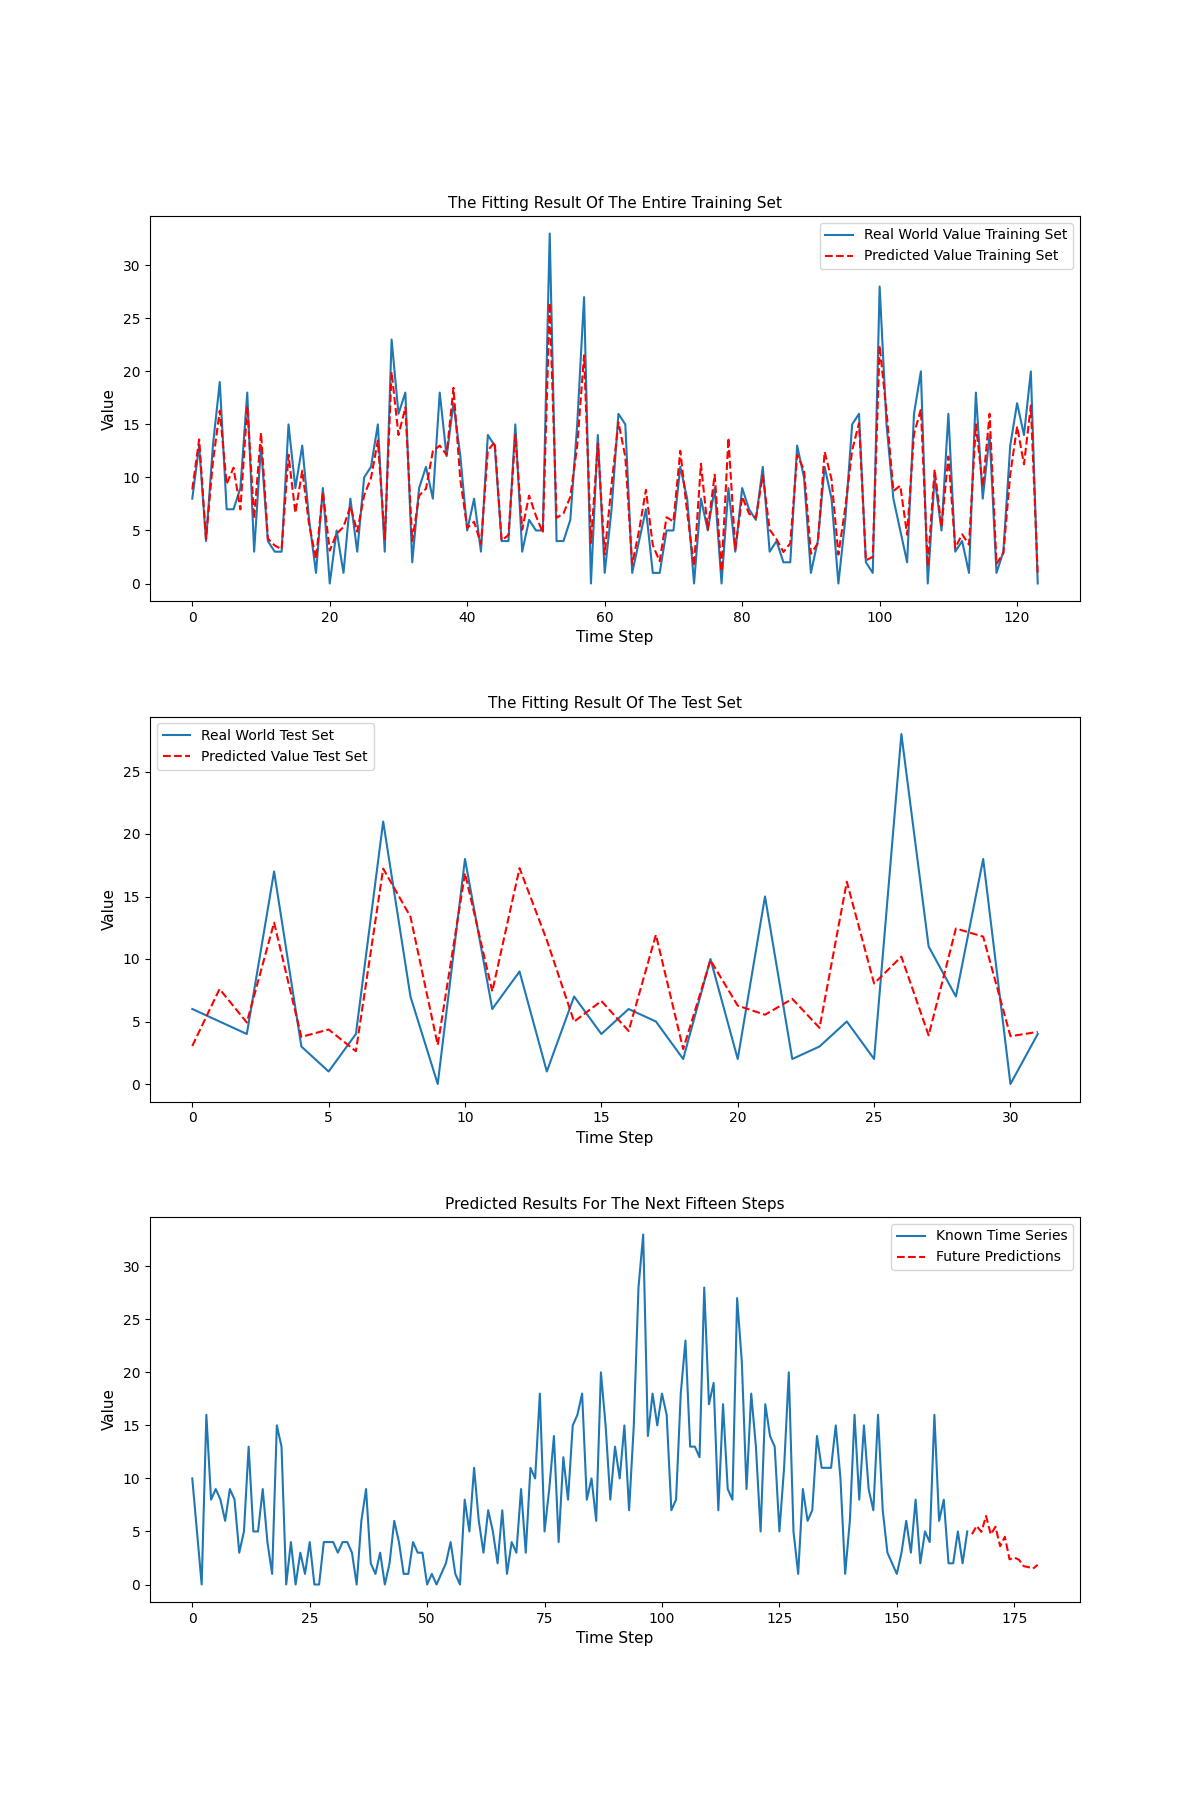 The Fitting Result Of The Entire Training Set
Real World Value Training Set
Predicted Value Training Set
30
25
20
15
10
5
0
Value
0 20 40 60 80 100 120
Time Step
The Fitting Result Of The Test Set
Real World Test Set
Predicted Value Test Set
25
20
15
10
5
0
Value
0 5 10 15 20 25 30
Time Step
Predicted Results For The Next Fifteen Steps
Known Time Series
Future Predictions
30
25
20
15
10
5
0
Value
0 25 50 75 100 125 150 175
Time Step